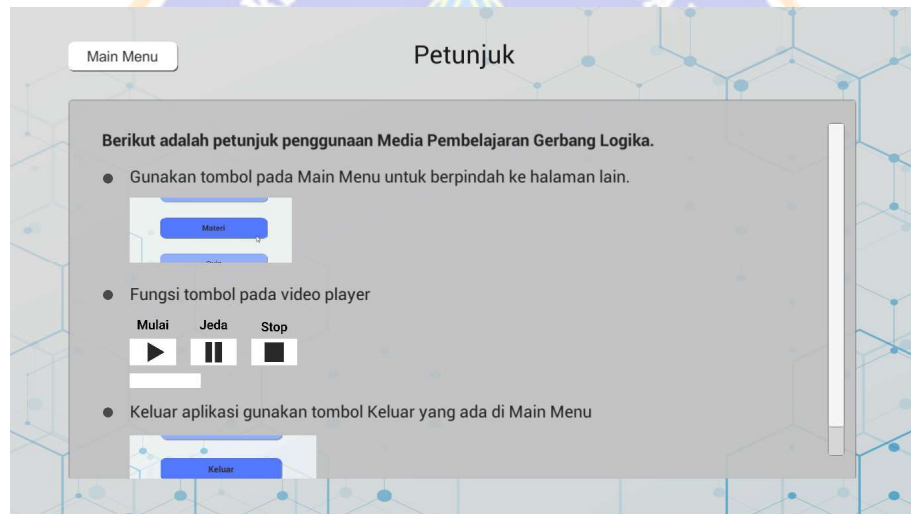 Main Menu
Petunjuk
Berikut adalah petunjuk penggunaan Media Pembelajaran Gerbang Logika.
Gunakan tombol pada Main Menu untuk berpindah ke halaman lain.
Materi
Fungsi tombol pada video player
Mulai Jeda Stop
Keluar aplikasi gunakan tombol Keluar yang ada di Main Menu
Keluar